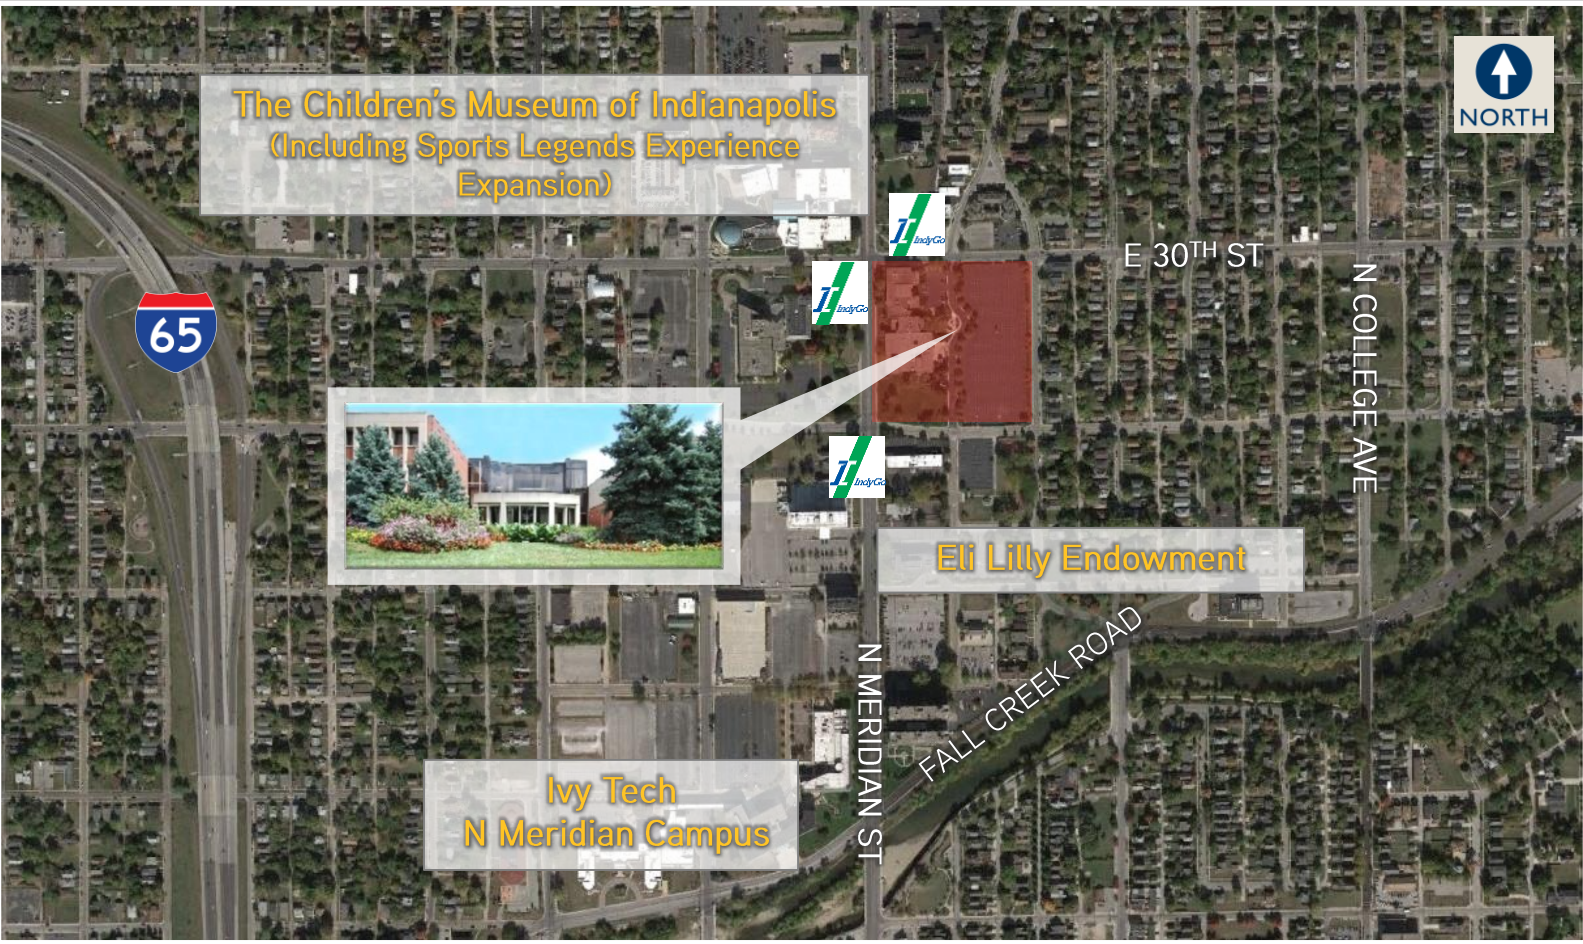 The Children's Museum of Indianapolis
(Including Sports Legends Experience
Expansion)
NORTH
IndyGo
E 30TH ST
IndyGo
65
N COLLEGE AVE
IndyGo
Eli Lilly Endowment
FALL CREEK ROAD
N MERIDIAN ST
Ivy Tech
N Meridian Campus